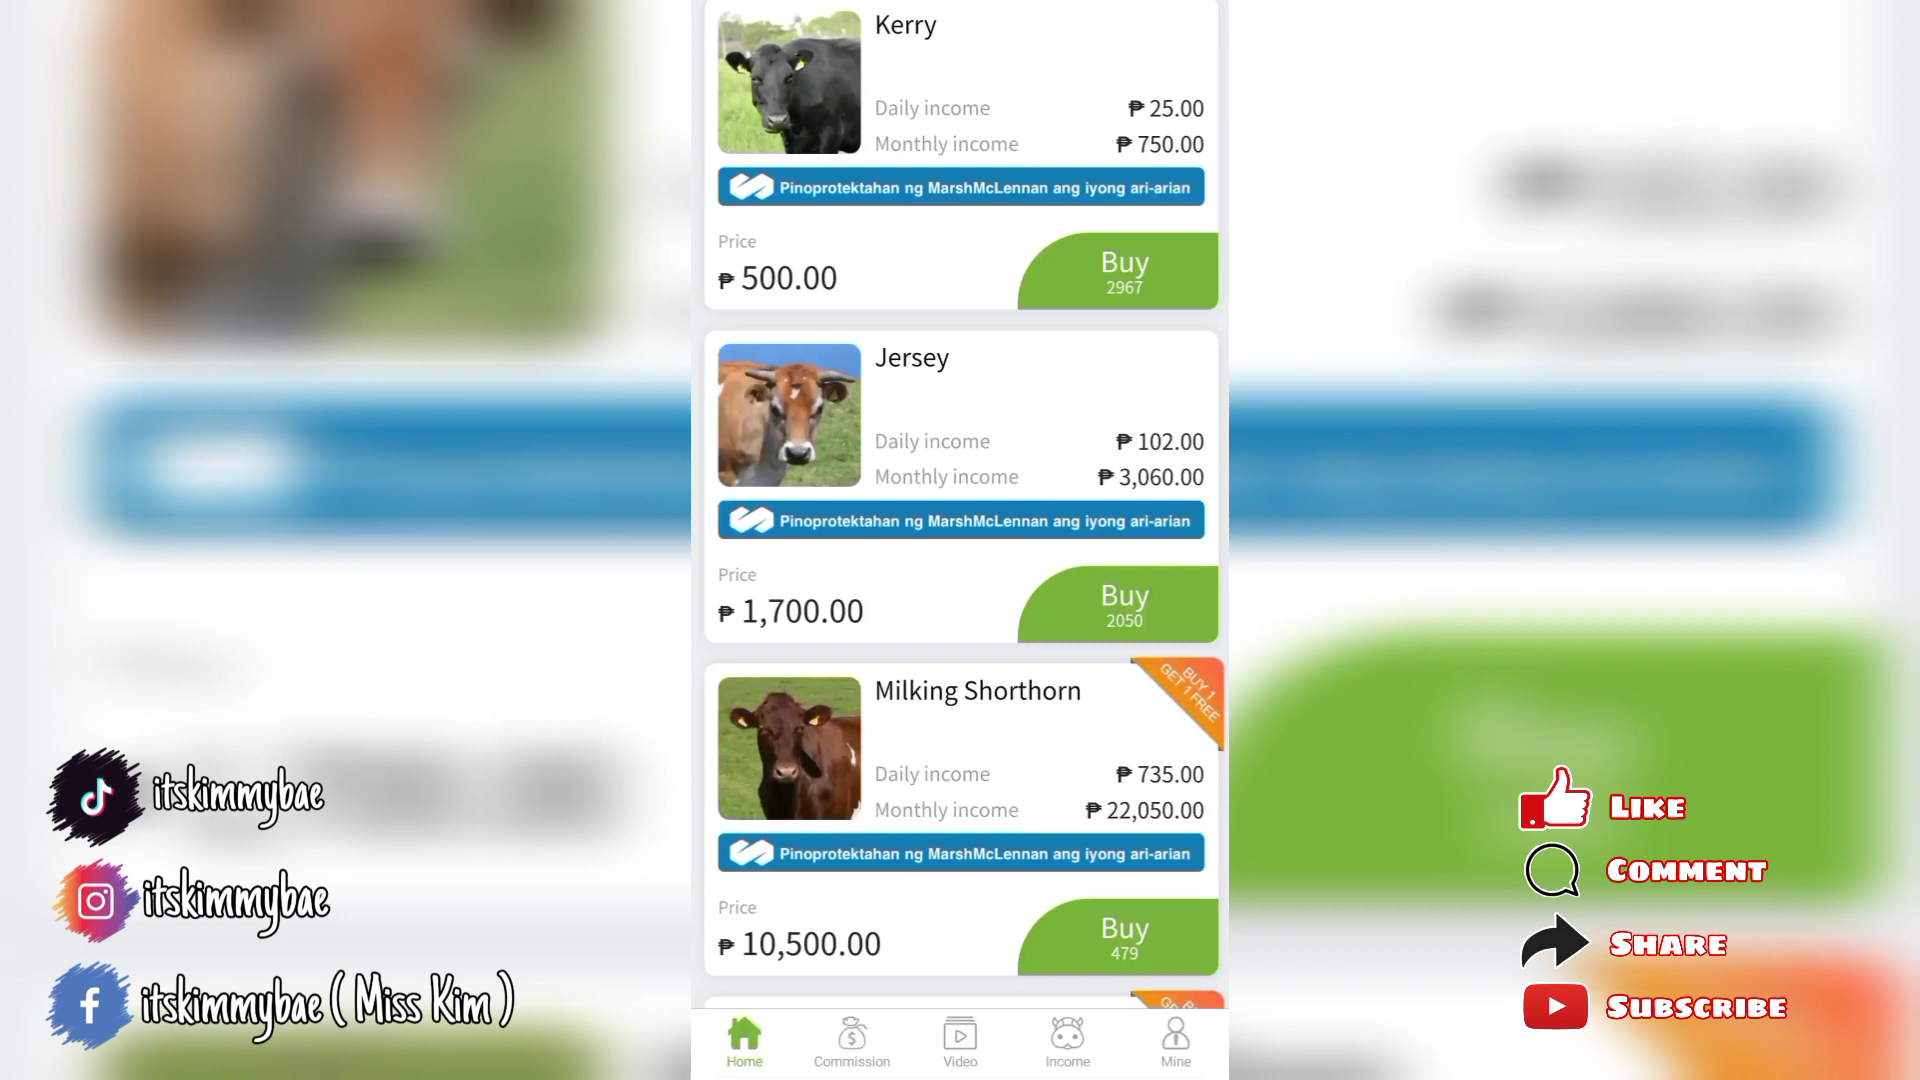 Kerry
Daily income ₱ 25.00
Monthly income ₱ 750.00
Pinoprotektahan ng MarshMcLennan ang iyong ari-arian
Price
₱ 500.00
Buy
2967
Jersey
Daily income ₱ 102.00
Monthly income ₱ 3,060.00
Pinoprotektahan ng MarshMcLennan ang iyong ari-arian
Price
₱ 1,700.00
Buy
2050
Milking Shorthorn
BUY 1
GET 1 FREE
Daily income ₱ 735.00
Monthly income ₱ 22,050.00
Pinoprotektahan ng MarshMcLennan ang iyong ari-arian
Price
₱ 10,500.00
Buy
479
Home
Commission
Video
Income
Mine
itskimmybae
itskimmybae
itskimmybae ( Miss Kim )
LIKE
COMMENT
SHARE
SUBSCRIBE